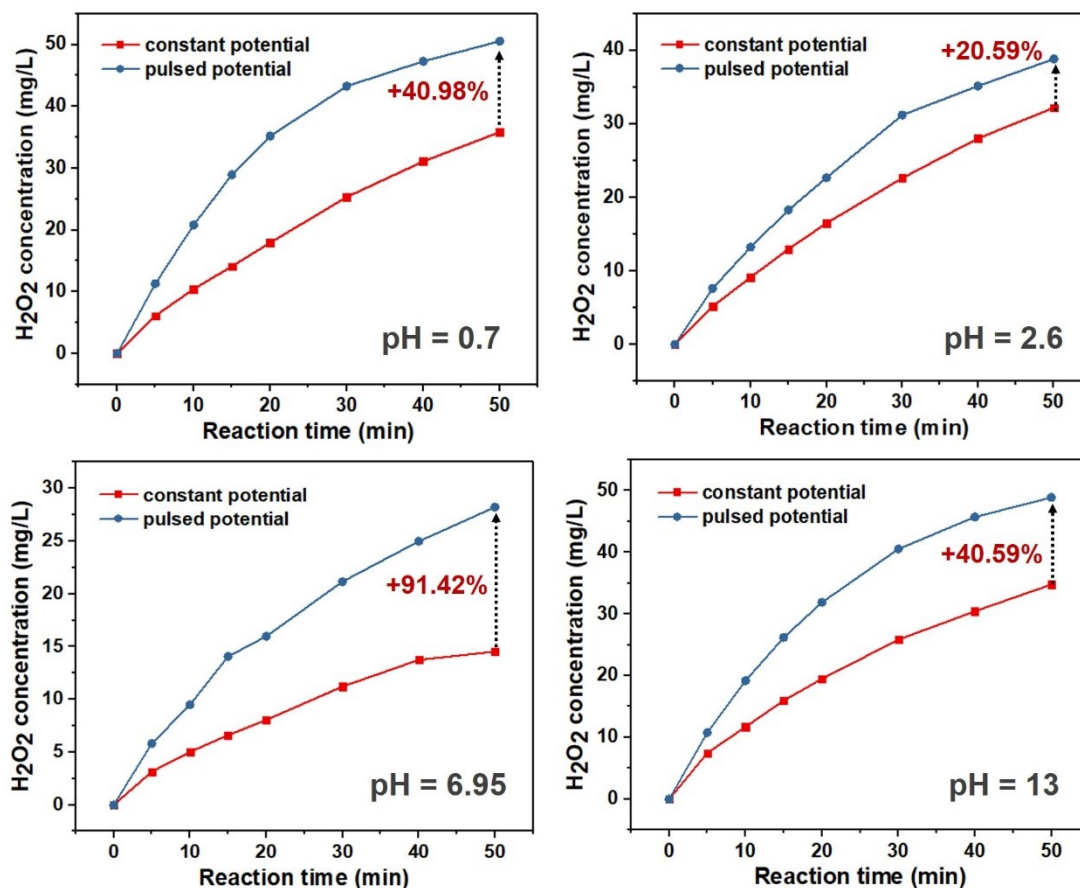 H₂O₂ concentration (mg/L)
50
40
30
20
10
0
constant potential
pulsed potential
+40.98%
pH = 0.7
0 10 20 30 40 50
Reaction time (min)
H₂O₂ concentration (mg/L)
40
30
20
10
0
constant potential
pulsed potential
+20.59%
pH = 2.6
0 10 20 30 40 50
Reaction time (min)
H₂O₂ concentration (mg/L)
30
25
20
15
10
5
0
constant potential
pulsed potential
+91.42%
pH = 6.95
0 10 20 30 40 50
Reaction time (min)
H₂O₂ concentration (mg/L)
50
40
30
20
10
0
constant potential
pulsed potential
+40.59%
pH = 13
0 10 20 30 40 50
Reaction time (min)